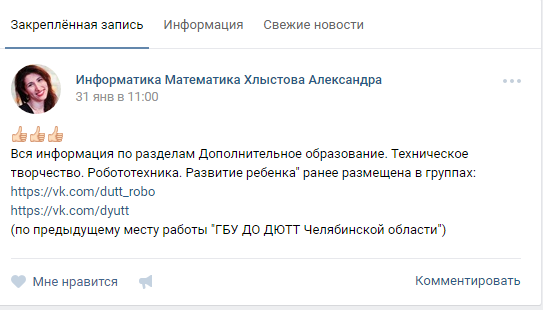 Закреплённая запись Информация Свежие новости
Информатика Математика Хлыстова Александра
31 янв в 11:00
Вся информация по разделам Дополнительное образование. Техническое
творчество. Робототехника. Развитие ребенка" ранее размещена в группах:
https://vk.com/dutt_robo
https://vk.com/dyutt
(по предыдущему месту работы "ГБУ ДО ДЮТТ Челябинской области")
Мне нравится Комментировать